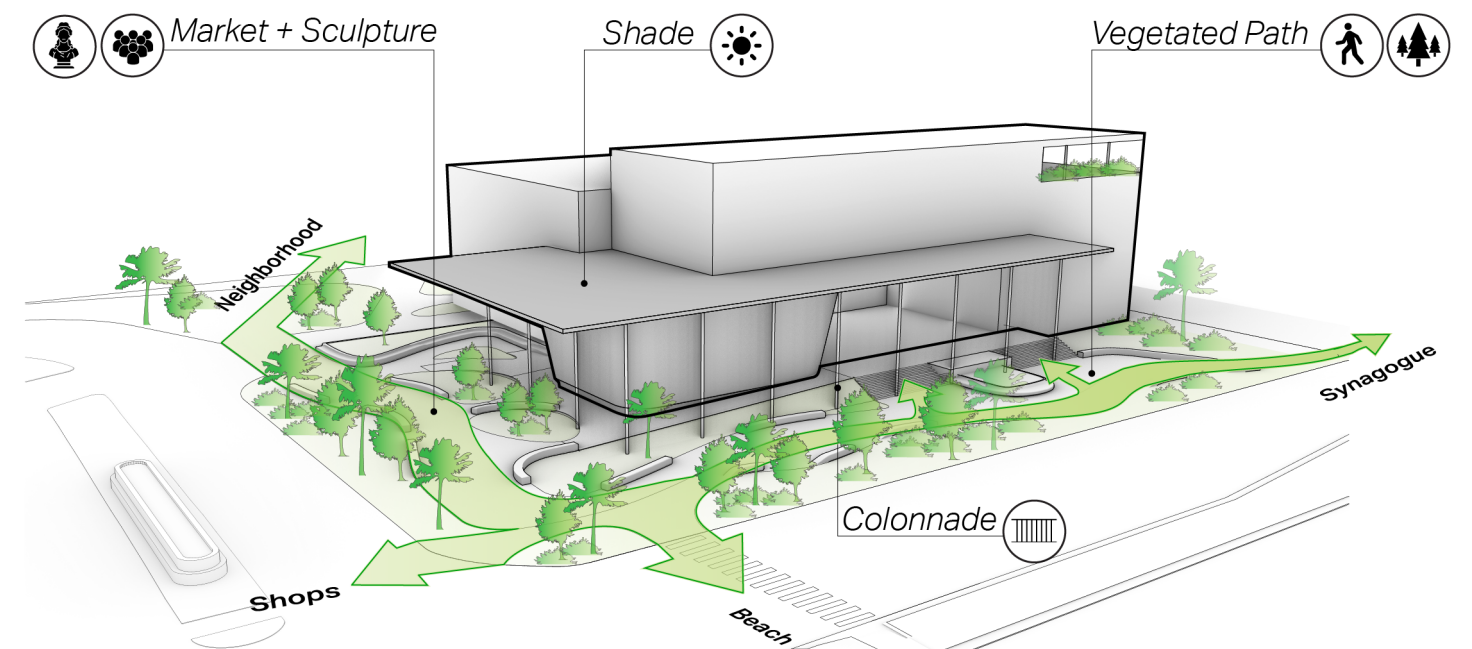 Market + Sculpture
Shade
Vegetated Path
Neighborhood
Synagogue
Colonnade
Shops
Beach